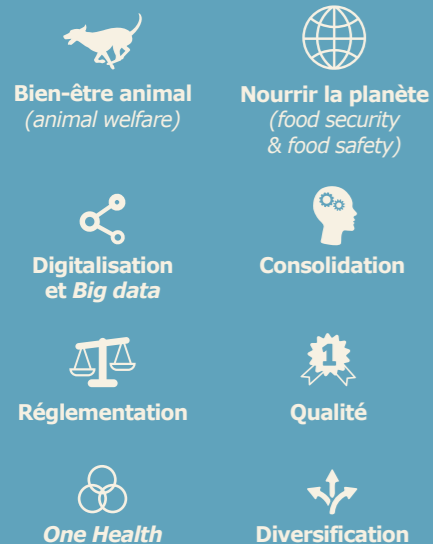 Bien-être animal
(animal welfare)
Nourrir la planète
(food security
& food safety)
Digitalisation
et Big data
Consolidation
Réglementation
1
Qualité
One Health
Diversification